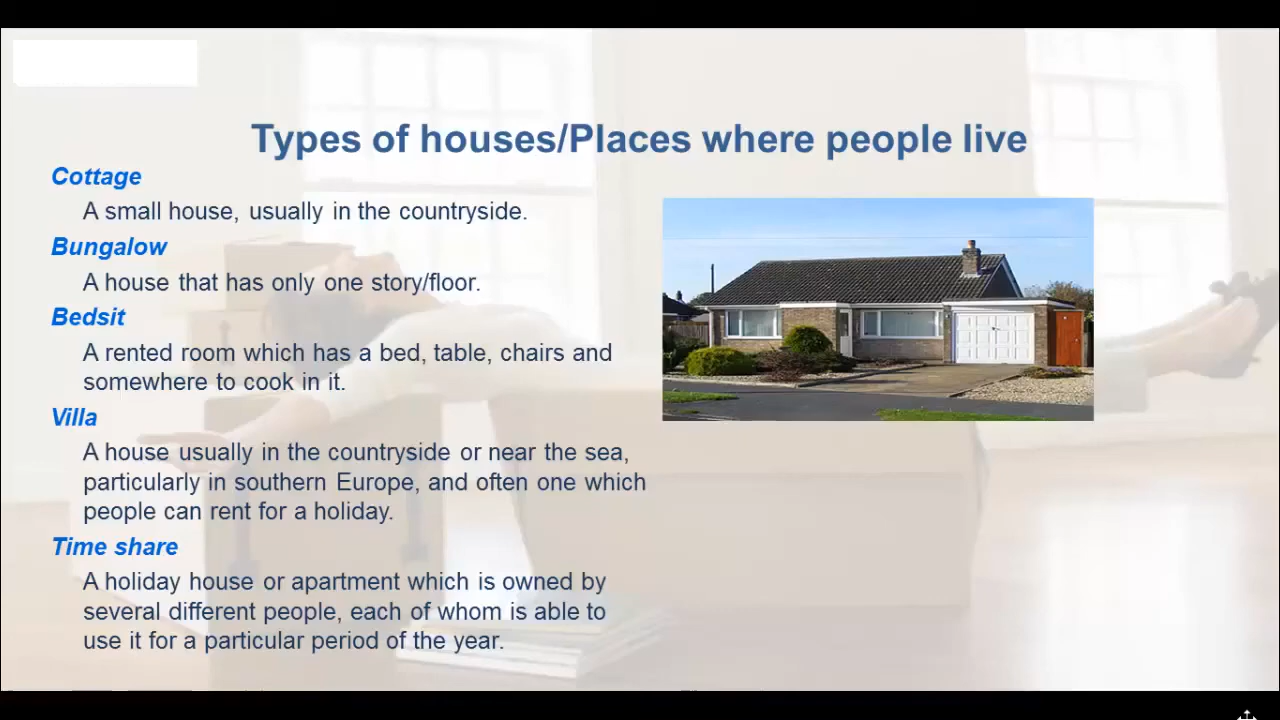 Types of houses/Places where people live
Cottage
A small house, usually in the countryside.
Bungalow
A house that has only one story/floor.
Bedsit
A rented room which has a bed, table, chairs and
somewhere to cook in it.
Villa
A house usually in the countryside or near the sea,
particularly in southern Europe, and often one which
people can rent for a holiday.
Time share
A holiday house or apartment which is owned by
several different people, each of whom is able to
use it for a particular period of the year.